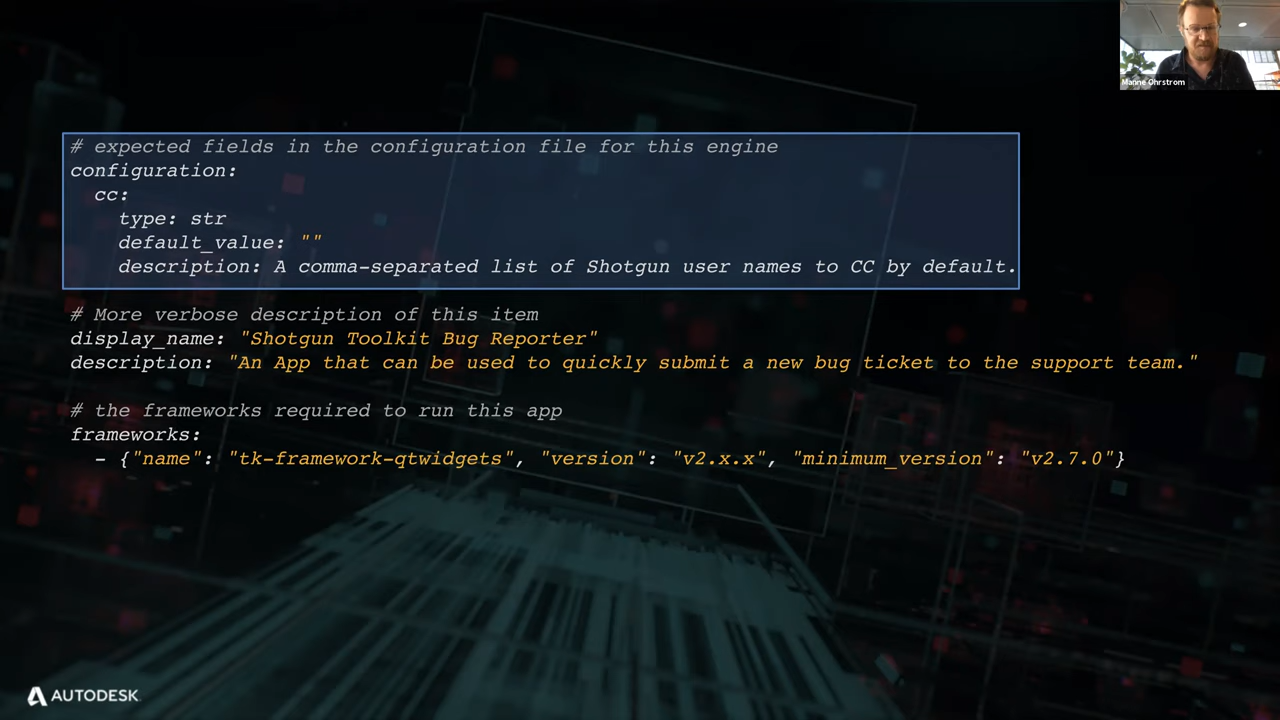 Manne Ohrstrom
# expected fields in the configuration file for this engine
configuration:
  cc:
    type: str
    default_value: ""
    description: A comma-separated list of Shotgun user names to CC by default.
# More verbose description of this item
display_name: "Shotgun Toolkit Bug Reporter"
description: "An App that can be used to quickly submit a new bug ticket to the support team."
# the frameworks required to run this app
frameworks:
  - {"name": "tk-framework-qtwidgets", "version": "v2.x.x", "minimum_version": "v2.7.0"}
AUTODESK